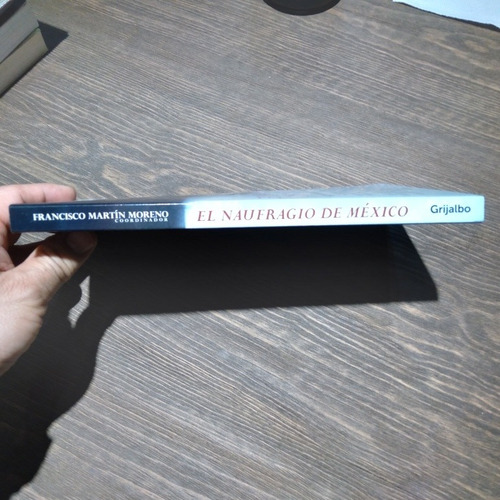 FRANCISCO MARTÍN MORENO
COORDINADOR
EL NAUFRAGIO DE MÉXICO
Grijalbo